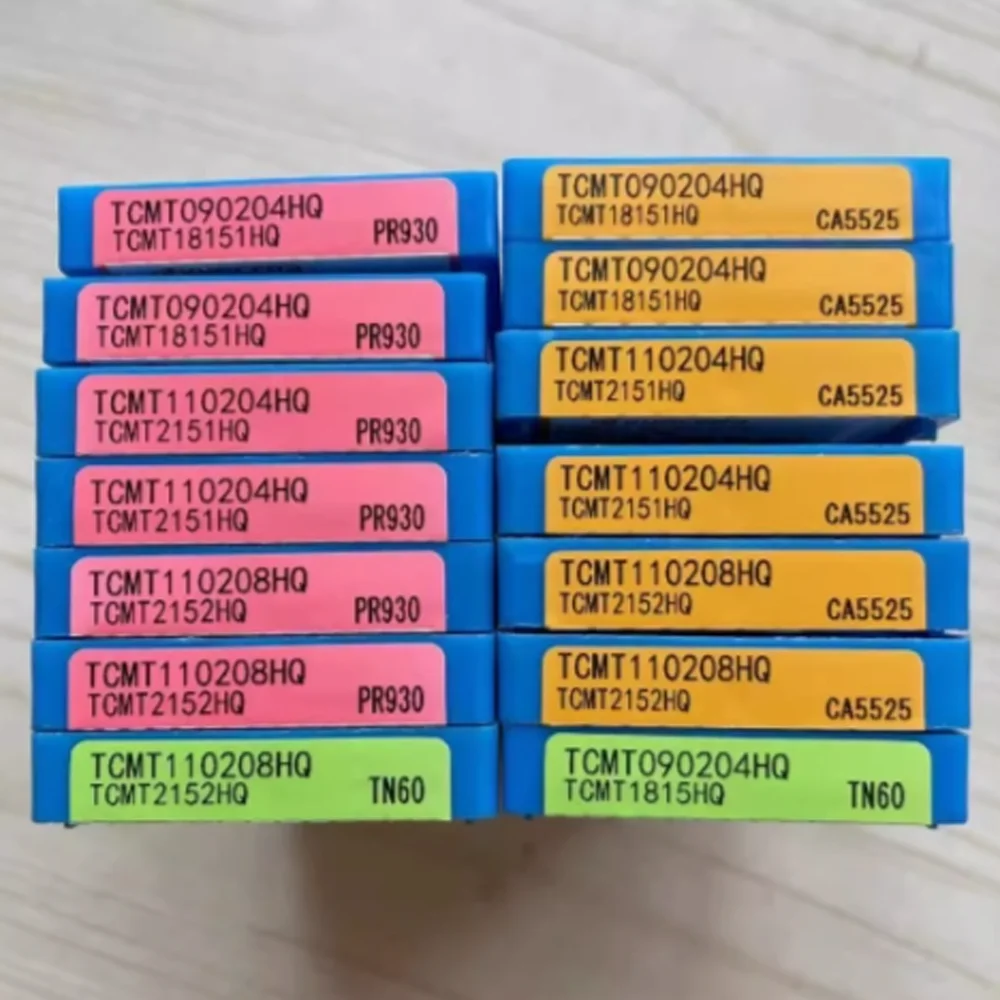 TCMT090204HQ
TCMT18151HQ PR930
TCMT090204HQ
TCMT18151HQ PR930
TCMT110204HQ
TCMT2151HQ PR930
TCMT110204HQ
TCMT2151HQ PR930
TCMT110208HQ
TCMT2152HQ PR930
TCMT110208HQ
TCMT2152HQ PR930
TCMT110208HQ
TCMT2152HQ TN60
TCMT090204HQ
TCMT18151HQ CA5525
TCMT090204HQ
TCMT18151HQ CA5525
TCMT110204HQ
TCMT2151HQ CA5525
TCMT110204HQ
TCMT2151HQ CA5525
TCMT110208HQ
TCMT2152HQ CA5525
TCMT110208HQ
TCMT2152HQ CA5525
TCMT090204HQ
TCMT1815HQ TN60